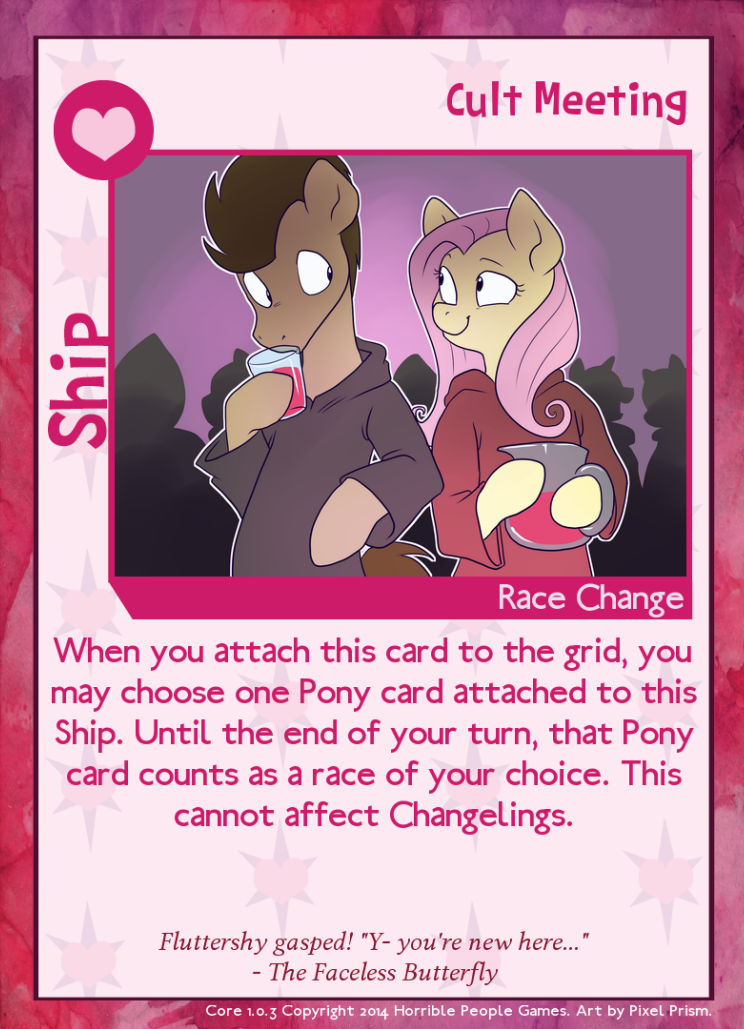 Cult Meeting
Ship
Race Change
When you attach this card to the grid, you
may choose one Pony card attached to this
Ship. Until the end of your turn, that Pony
card counts as a race of your choice. This
cannot affect Changelings.
Fluttershy gasped! "Y- you're new here..."
- The Faceless Butterfly
Core 1.0.3 Copyright 2014 Horrible People Games. Art by Pixel Prism.